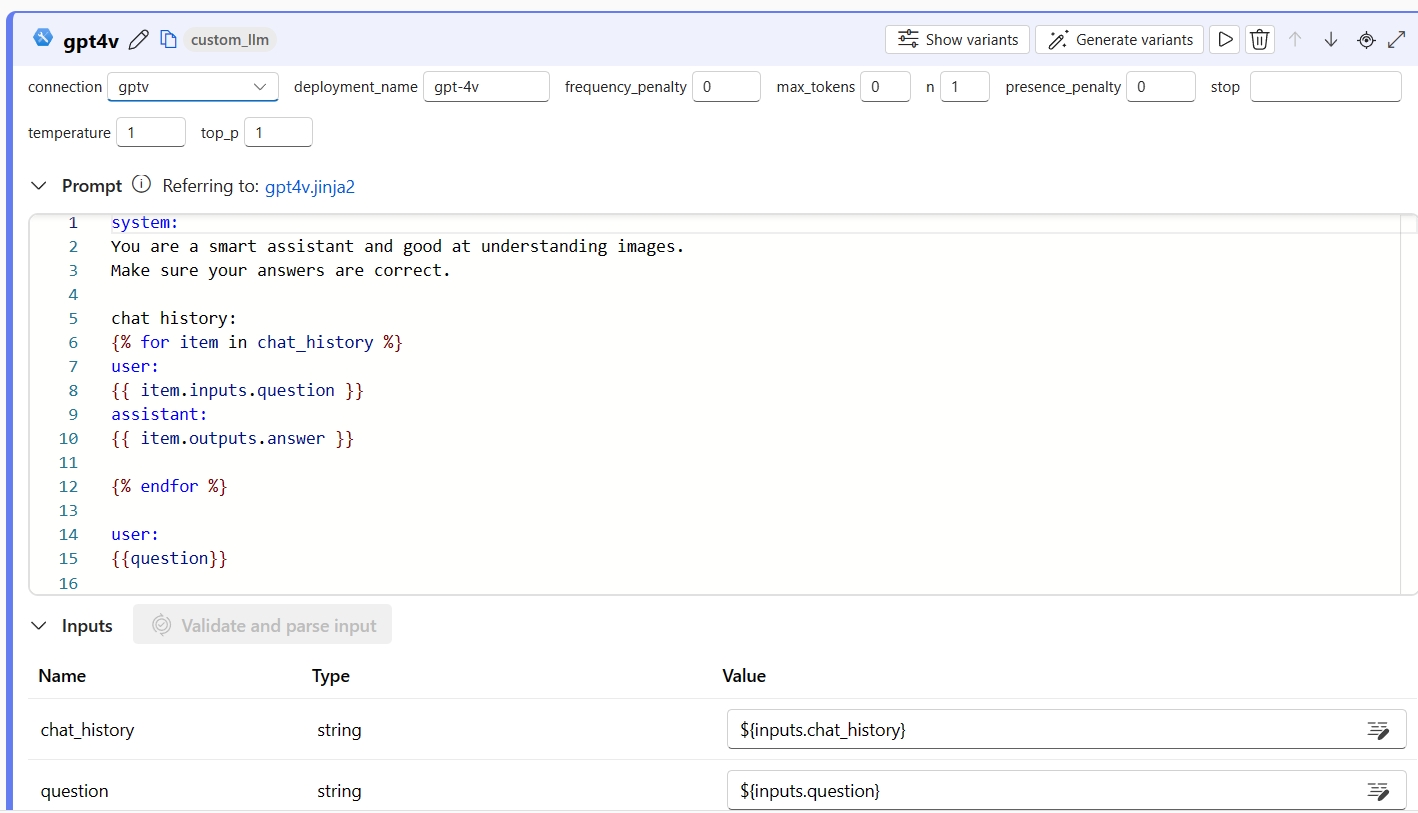 gpt4v custom_llm Show variants Generate variants
connection gptv deployment_name gpt-4v frequency_penalty 0 max_tokens 0 n 1 presence_penalty 0 stop
temperature 1 top_p 1
Prompt Referring to: gpt4v.jinja2
1 system:
2 You are a smart assistant and good at understanding images.
3 Make sure your answers are correct.
4
5 chat history:
6 {% for item in chat_history %}
7 user:
8 {{ item.inputs.question }}
9 assistant:
10 {{ item.outputs.answer }}
11
12 {% endfor %}
13
14 user:
15 {{question}}
16
Inputs Validate and parse input
Name Type Value
chat_history string ${inputs.chat_history}
question string ${inputs.question}